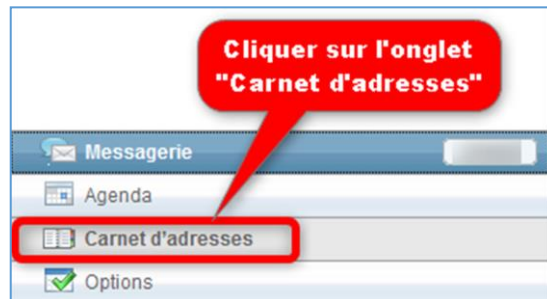 Cliquer sur l'onglet
"Carnet d'adresses"
Messagerie
Agenda
Carnet d'adresses
Options